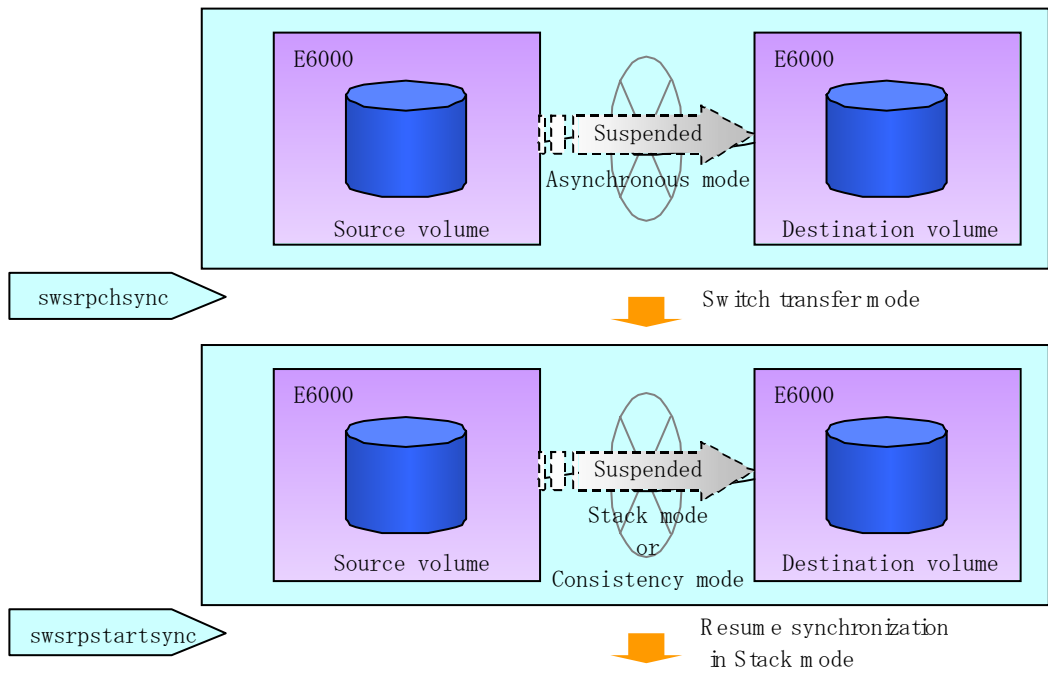 E6000
E6000
Suspended
Asynchronous mode
Source volume
Destination volume
swsrpchsync
Switch transfer mode
E6000
E6000
Suspended
Stack mode
or
Consistency mode
Source volume
Destination volume
swsrpstartsync
Resume synchronization
in Stack mode